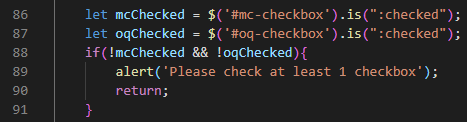 86 let mcChecked = $('#mc-checkbox').is(":checked");
87 let oqChecked = $('#oq-checkbox').is(":checked");
88 if(!mcChecked && !oqChecked){
89 alert('Please check at least 1 checkbox');
90 return;
91 }